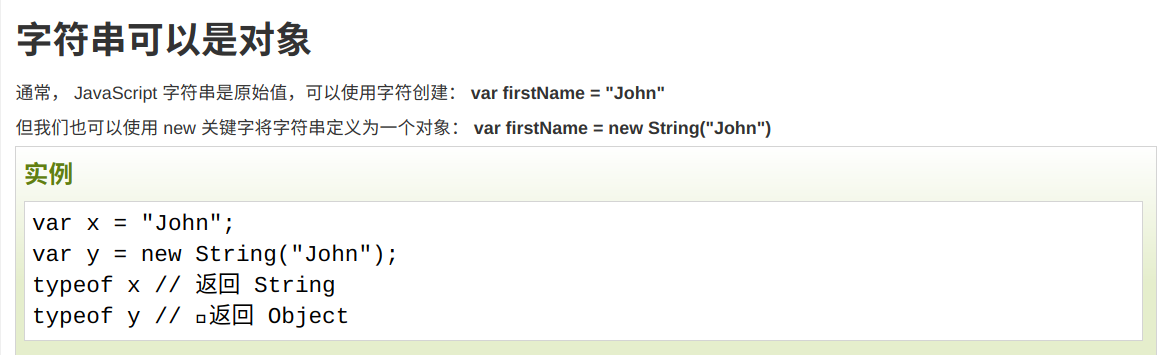 字符串可以是对象
通常， JavaScript 字符串是原始值，可以使用字符创建： var firstName = "John"
但我们也可以使用 new 关键字将字符串定义为一个对象： var firstName = new String("John")
实例
var x = "John";
var y = new String("John");
typeof x // 返回 String
typeof y // 返回 Object